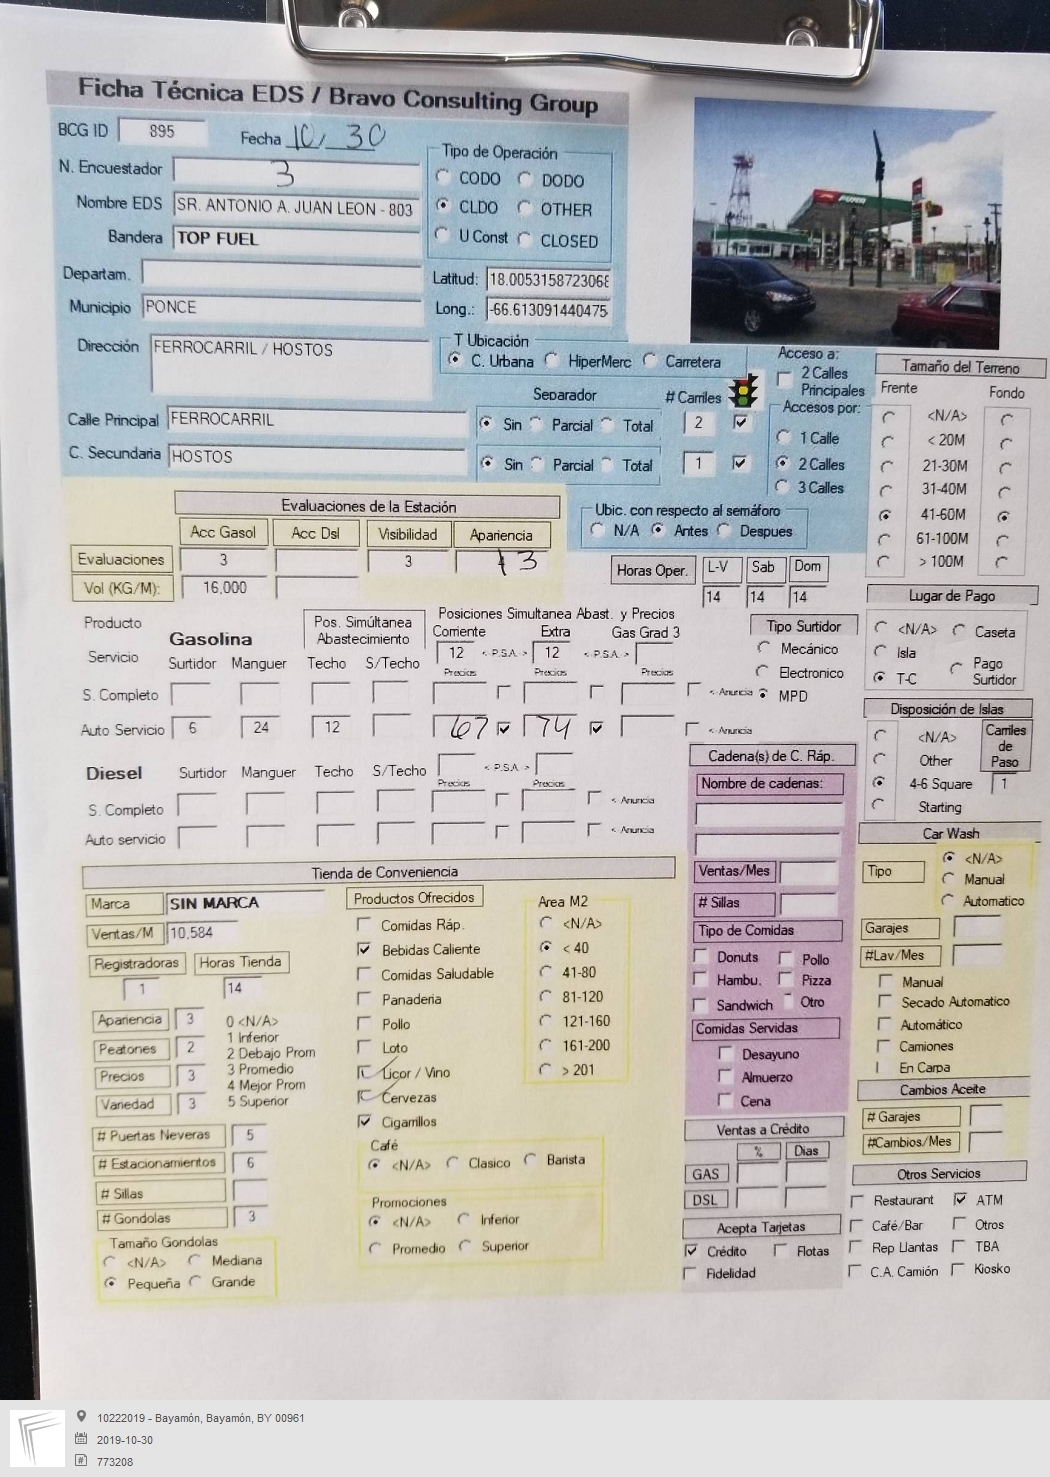 Ficha Técnica EDS / Bravo Consulting Group
BCG ID 895 Fecha 10/ 30
N. Encuestador 3
Nombre EDS SR. ANTONIO A. JUAN LEON - 803
Bandera TOP FUEL
Departam.
Municipio PONCE
Dirección FERROCARRIL / HOSTOS
Tipo de Operación
CODO DODO
CLDO OTHER
U Const CLOSED
Latitud: 18.0053158723068
Long.: -66.613091440475
T Ubicación
C. Urbana HiperMerc Carretera
Calle Principal FERROCARRIL
C. Secundaria HOSTOS
Separador # Carriles
Sin Parcial Total 2
Sin Parcial Total 1
Acceso a:
2 Calles
Principales
Accesos por:
1 Calle
2 Calles
3 Calles
Tamaño del Terreno
Frente Fondo
<N/A>
< 20M
21-30M
31-40M
41-60M
61-100M
> 100M
Ubic. con respecto al semáforo
N/A Antes Despues
Evaluaciones de la Estación
Acc Gasol Acc Dsl Visibilidad Apariencia
Evaluaciones 3 3 3
Vol (KG/M): 16,000
Horas Oper. L-V Sab Dom
14 14 14
Producto
Gasolina
Servicio
Pos. Simúltanea
Abastecimiento
Posiciones Simultanea Abast. y Precios
Corriente Extra Gas Grad 3
12 <-P.S.A.-> 12 <-P.S.A.->
Surtidor Manguer Techo S/Techo Precios Precios Precios
S. Completo <-Anuncia
Auto Servicio 6 24 12 67 74 <-Anuncia
Tipo Surtidor
Mecánico
Electronico
MPD
Lugar de Pago
<N/A> Caseta
Isla
T-C
Pago
Surtidor
Disposición de Islas
<N/A>
Other
4-6 Square
Starting
Carriles
de
Paso
1
Diesel Surtidor Manguer Techo S/Techo <-P.S.A.->
Precios Precios
S. Completo <-Anuncia
Auto servicio <-Anuncia
Cadena(s) de C. Ráp.
Nombre de cadenas:
Ventas/Mes
# Sillas
Tipo de Comidas
Donuts Pollo
Hambu. Pizza
Sandwich Otro
Comidas Servidas
Desayuno
Almuerzo
Cena
Ventas a Crédito
% Dias
GAS
DSL
Acepta Tarjetas
Crédito Flotas
Fidelidad
Car Wash
Tipo
<N/A>
Manual
Automatico
Garajes
#Lav/Mes
Manual
Secado Automatico
Automático
Camiones
En Carpa
Cambios Aceite
# Garajes
#Cambios/Mes
Otros Servicios
Restaurant ATM
Café/Bar Otros
Rep Llantas TBA
C.A. Camión Kiosko
Tienda de Conveniencia
Marca SIN MARCA
Ventas/M 10,584
Registradoras Horas Tienda
1 14
Apariencia 3
Peatones 2
Precios 3
Variedad 3
0 <N/A>
1 Inferior
2 Debajo Prom
3 Promedio
4 Mejor Prom
5 Superior
# Puertas Neveras 5
# Estacionamientos 6
# Sillas
# Gondolas 3
Tamaño Gondolas
<N/A> Mediana
Pequeña Grande
Productos Ofrecidos
Comidas Ráp.
Bebidas Caliente
Comidas Saludable
Panaderia
Pollo
Loto
Licor / Vino
Cervezas
Cigarrillos
Area M2
<N/A>
< 40
41-80
81-120
121-160
161-200
> 201
Café
<N/A> Clasico Barista
Promociones
<N/A> Inferior
Promedio Superior
10222019 - Bayamón, Bayamón, BY 00961
2019-10-30
773208